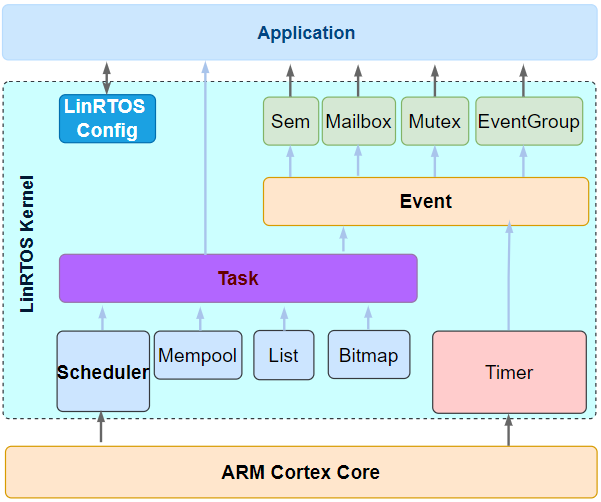 Application
LinRTOS
Config
Sem
Mailbox
Mutex
EventGroup
Event
LinRTOS Kernel
Task
Scheduler
Mempool
List
Bitmap
Timer
ARM Cortex Core